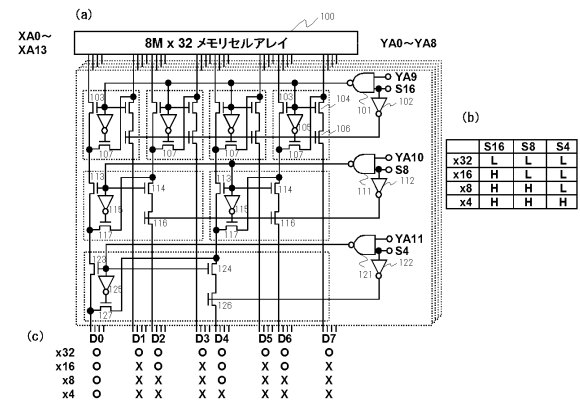 (a)
100
XA0～
XA13
8M x 32 メモリセルアレイ
YA0～YA8
YA9
S16
103 104 102
101
105 106
107 107 107 107
(b)
S16 S8 S4
x32 L L L
x16 H L L
x8 H H L
x4 H H H
YA10
S8
113 114 113 114 112
111
115 116 115 116
117 117
YA11
S4
123 124 122
121
125 126
127
(c)
D0 D1 D2 D3 D4 D5 D6 D7
x32 O O O O O O O O
x16 O X O X O X O X
x8 O X X X O X X X
x4 O X X X X X X X